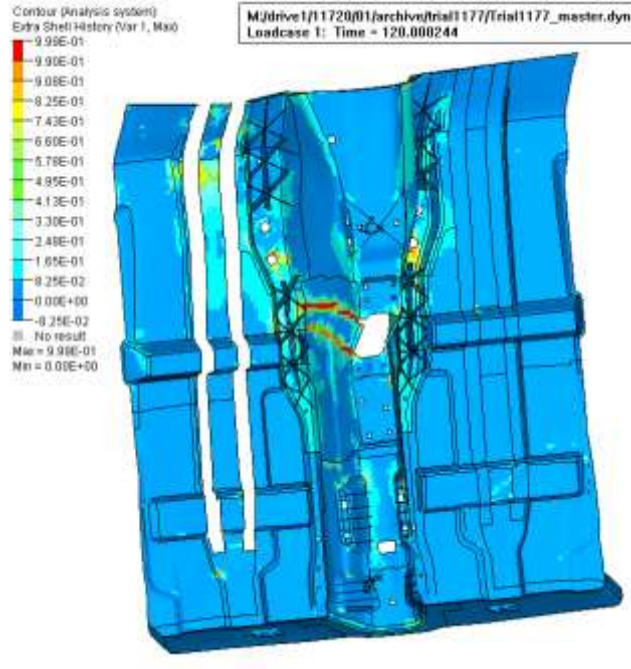 Contour (Analysis system)
Extra Shell History (Var 1, Max)
9.99E-01
9.90E-01
9.08E-01
8.25E-01
7.43E-01
6.60E-01
5.78E-01
4.95E-01
4.13E-01
3.30E-01
2.48E-01
1.65E-01
8.25E-02
0.00E+00
-8.25E-02
No result
Max = 9.99E-01
Min = 0.00E+00
M:/drive1/11720/01/archive/trial1177/Trial1177_master.dyn
Loadcase 1: Time = 120.000244